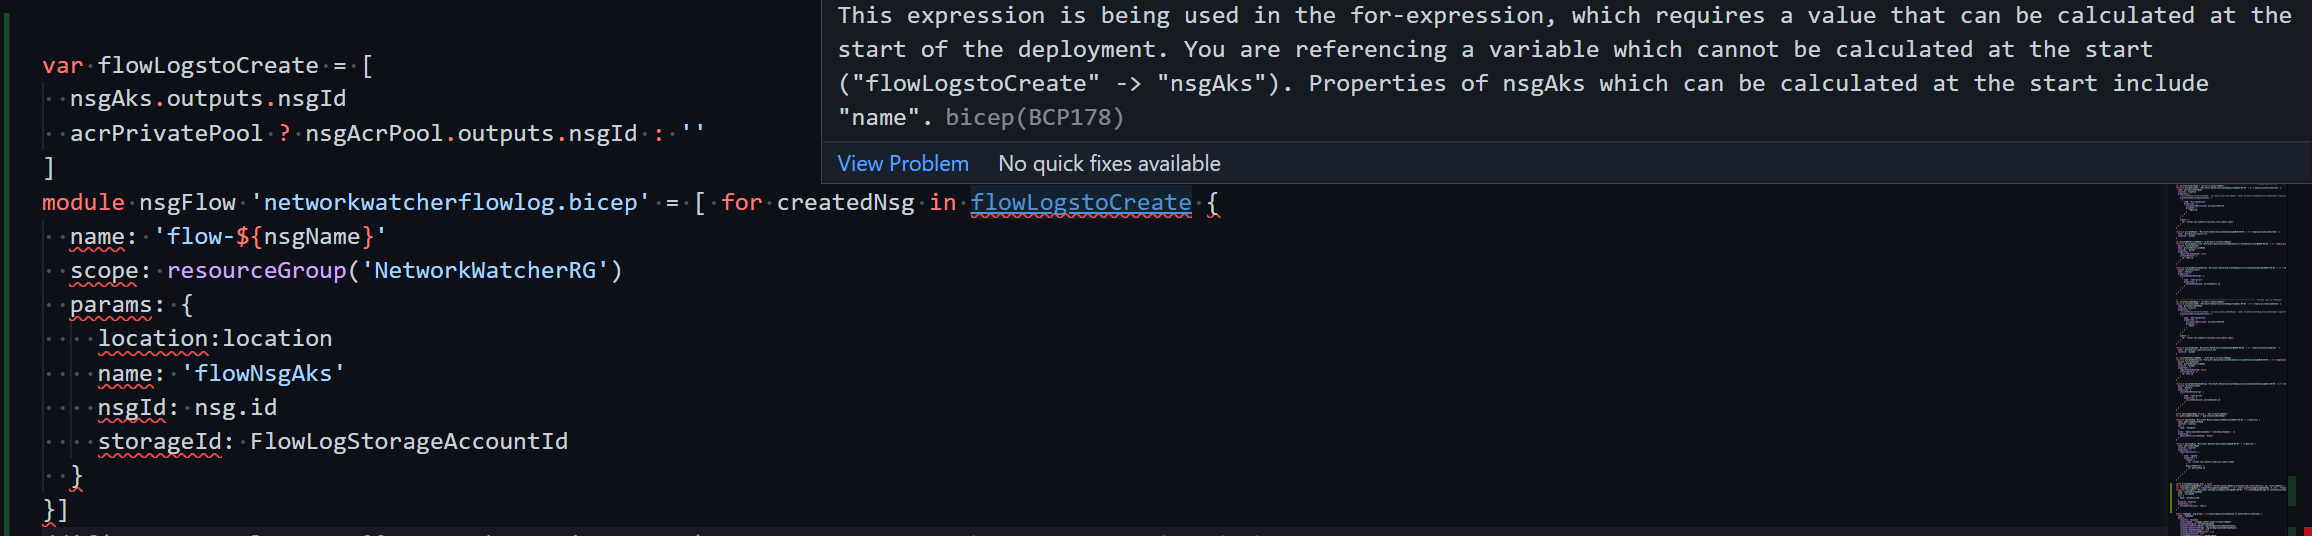 This expression is being used in the for-expression, which requires a value that can be calculated at the
start of the deployment. You are referencing a variable which cannot be calculated at the start
("flowLogstoCreate" -> "nsgAks"). Properties of nsgAks which can be calculated at the start include
"name". bicep(BCP178)
View Problem No quick fixes available
var flowLogstoCreate = [
nsgAks.outputs.nsgId
acrPrivatePool ? nsgAcrPool.outputs.nsgId : ''
]
module nsgFlow 'networkwatcherflowlog.bicep' = [ for createdNsg in flowLogstoCreate {
name: 'flow-${nsgName}'
scope: resourceGroup('NetworkWatcherRG')
params: {
location:location
name: 'flowNsgAks'
nsgId: nsg.id
storageId: FlowLogStorageAccountId
}
}]